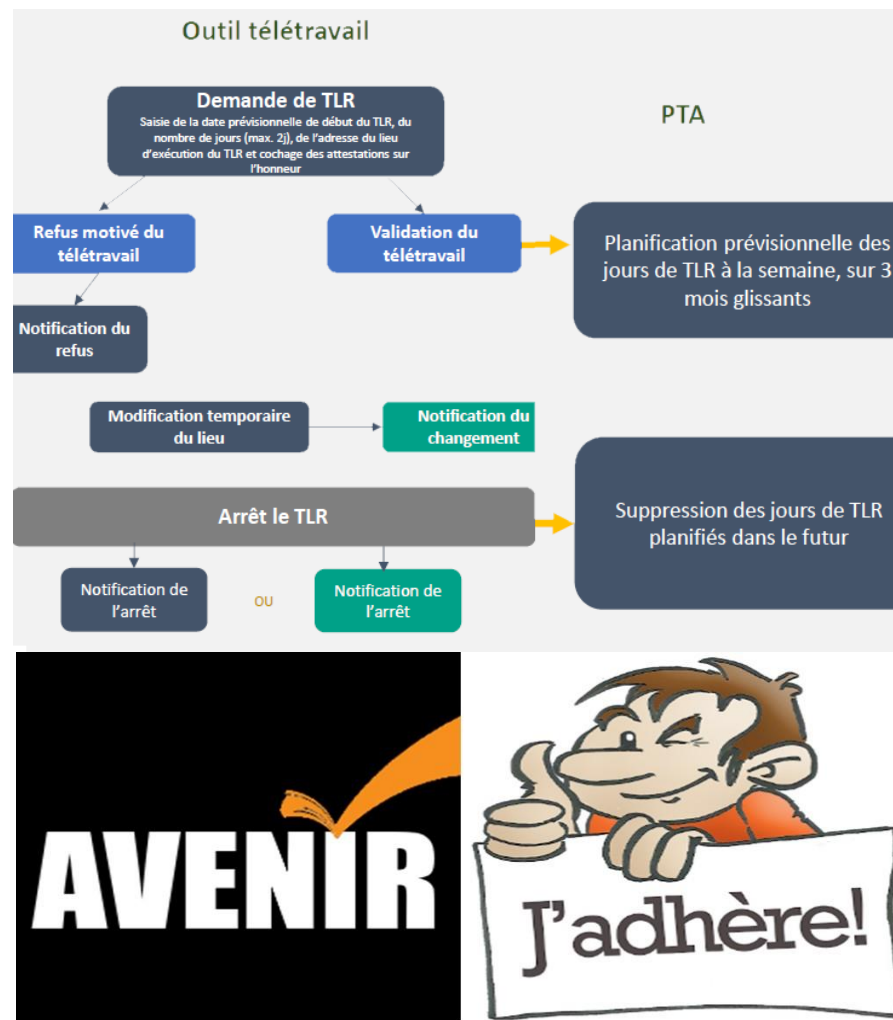 Outil télétravail
Demande de TLR
Saisie de la date prévisionnelle de début du TLR, du
nombre de jours (max. 2j), de l'adresse du lieu
d'exécution du TLR et cochage des attestations sur
l'honneur
PTA
Refus motivé du
télétravail
Validation du
télétravail
Planification prévisionnelle des
jours de TLR à la semaine, sur 3
mois glissants
Notification du
refus
Modification temporaire
du lieu
Notification du
changement
Arrêt le TLR
Suppression des jours de TLR
planifiés dans le futur
Notification de
l'arrêt
OU
Notification de
l'arrêt
AVENIR
J'adhère!